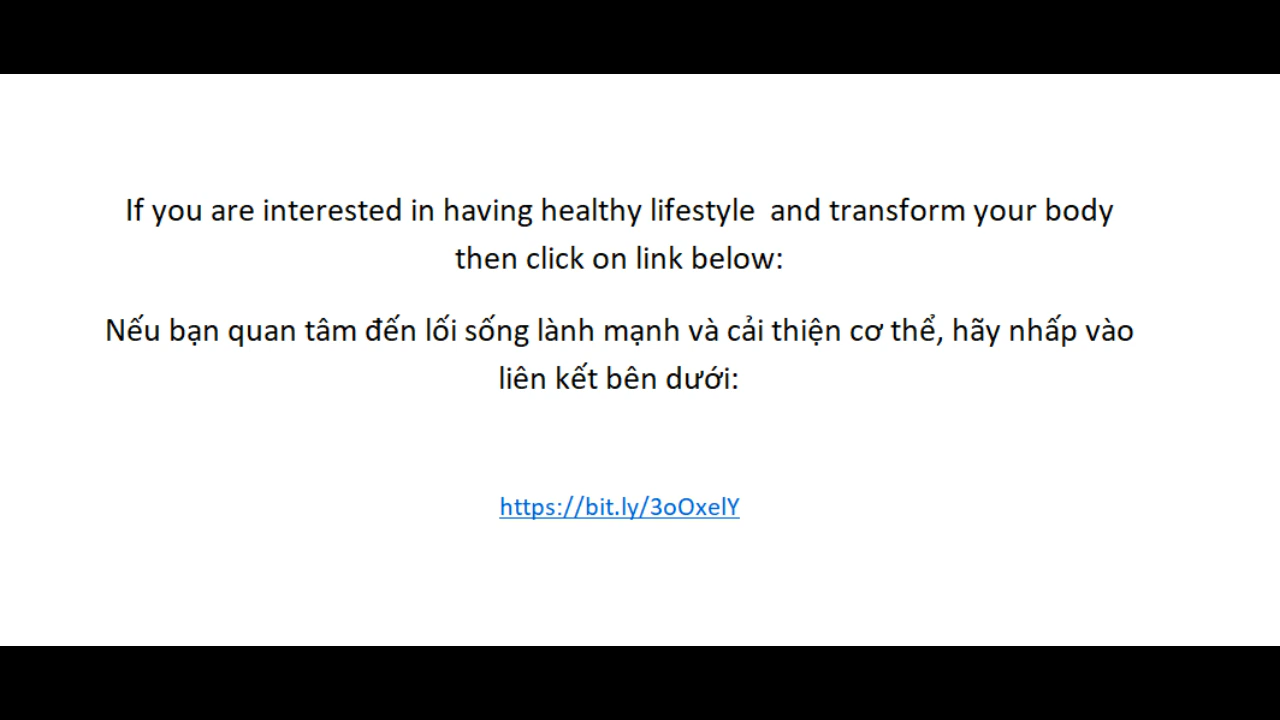 If you are interested in having healthy lifestyle  and transform your body
then click on link below:
Nếu bạn quan tâm đến lối sống lành mạnh và cải thiện cơ thể, hãy nhấp vào
liên kết bên dưới:
https://bit.ly/3oOxelY